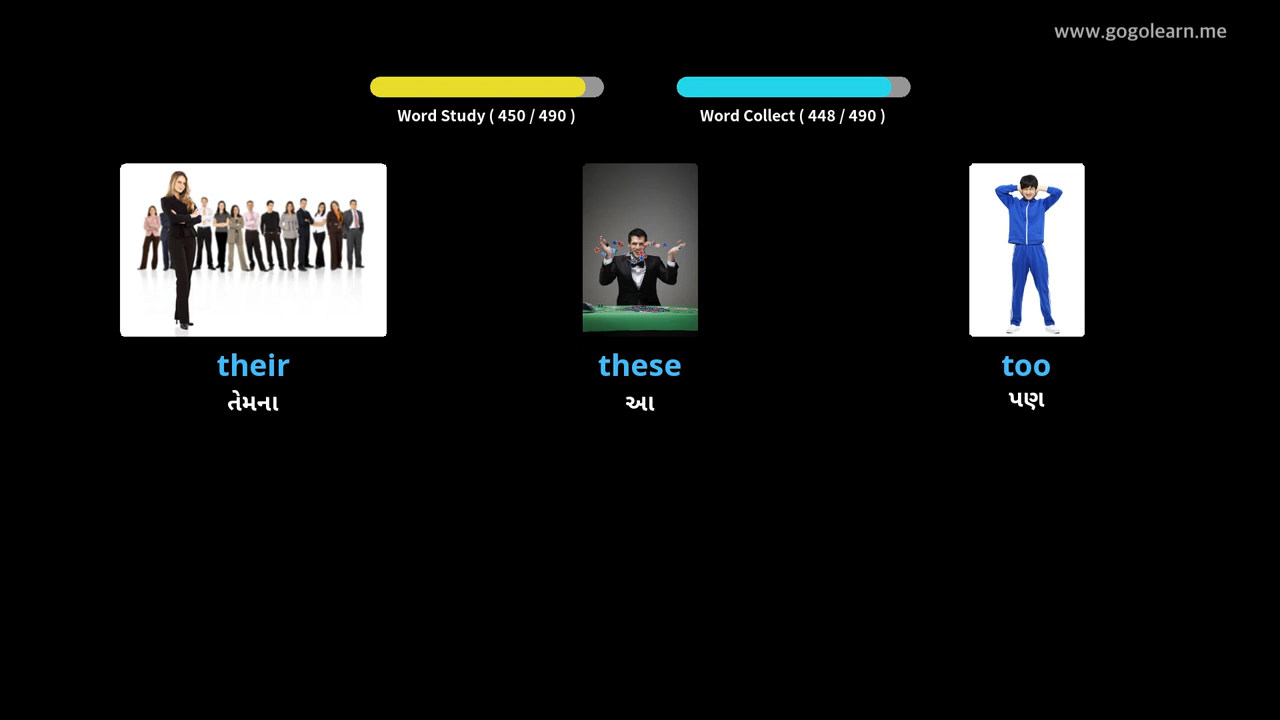 www.gogolearn.me
Word Study ( 450 / 490 )
Word Collect ( 448 / 490 )
their
these
too
તેમના
આ
પણ